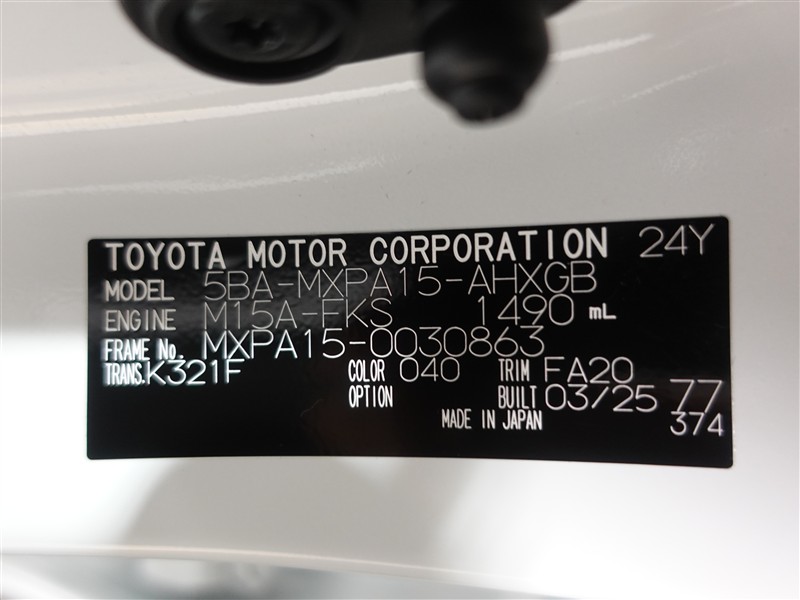 TOYOTA MOTOR CORPORATION 24Y
MODEL 5BA-MXPA15-AHXGB
ENGINE M15A-FKS 1490 mL
FRAME No. MXPA15-0030863
TRANS. K321F COLOR 040 TRIM FA20
OPTION BUILT 03/25 77
MADE IN JAPAN 374